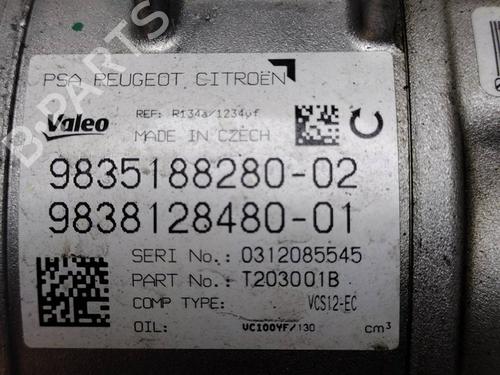 PSA PEUGEOT CITROËN
Valeo
REF: R134a/1234yf
MADE IN CZECH
9835188280-02
9838128480-01
SERI No.: 0312085545
PART No.: T203001B
COMP TYPE: VCS12-EC
OIL: VC100YF/130 cm³
B-PARTS